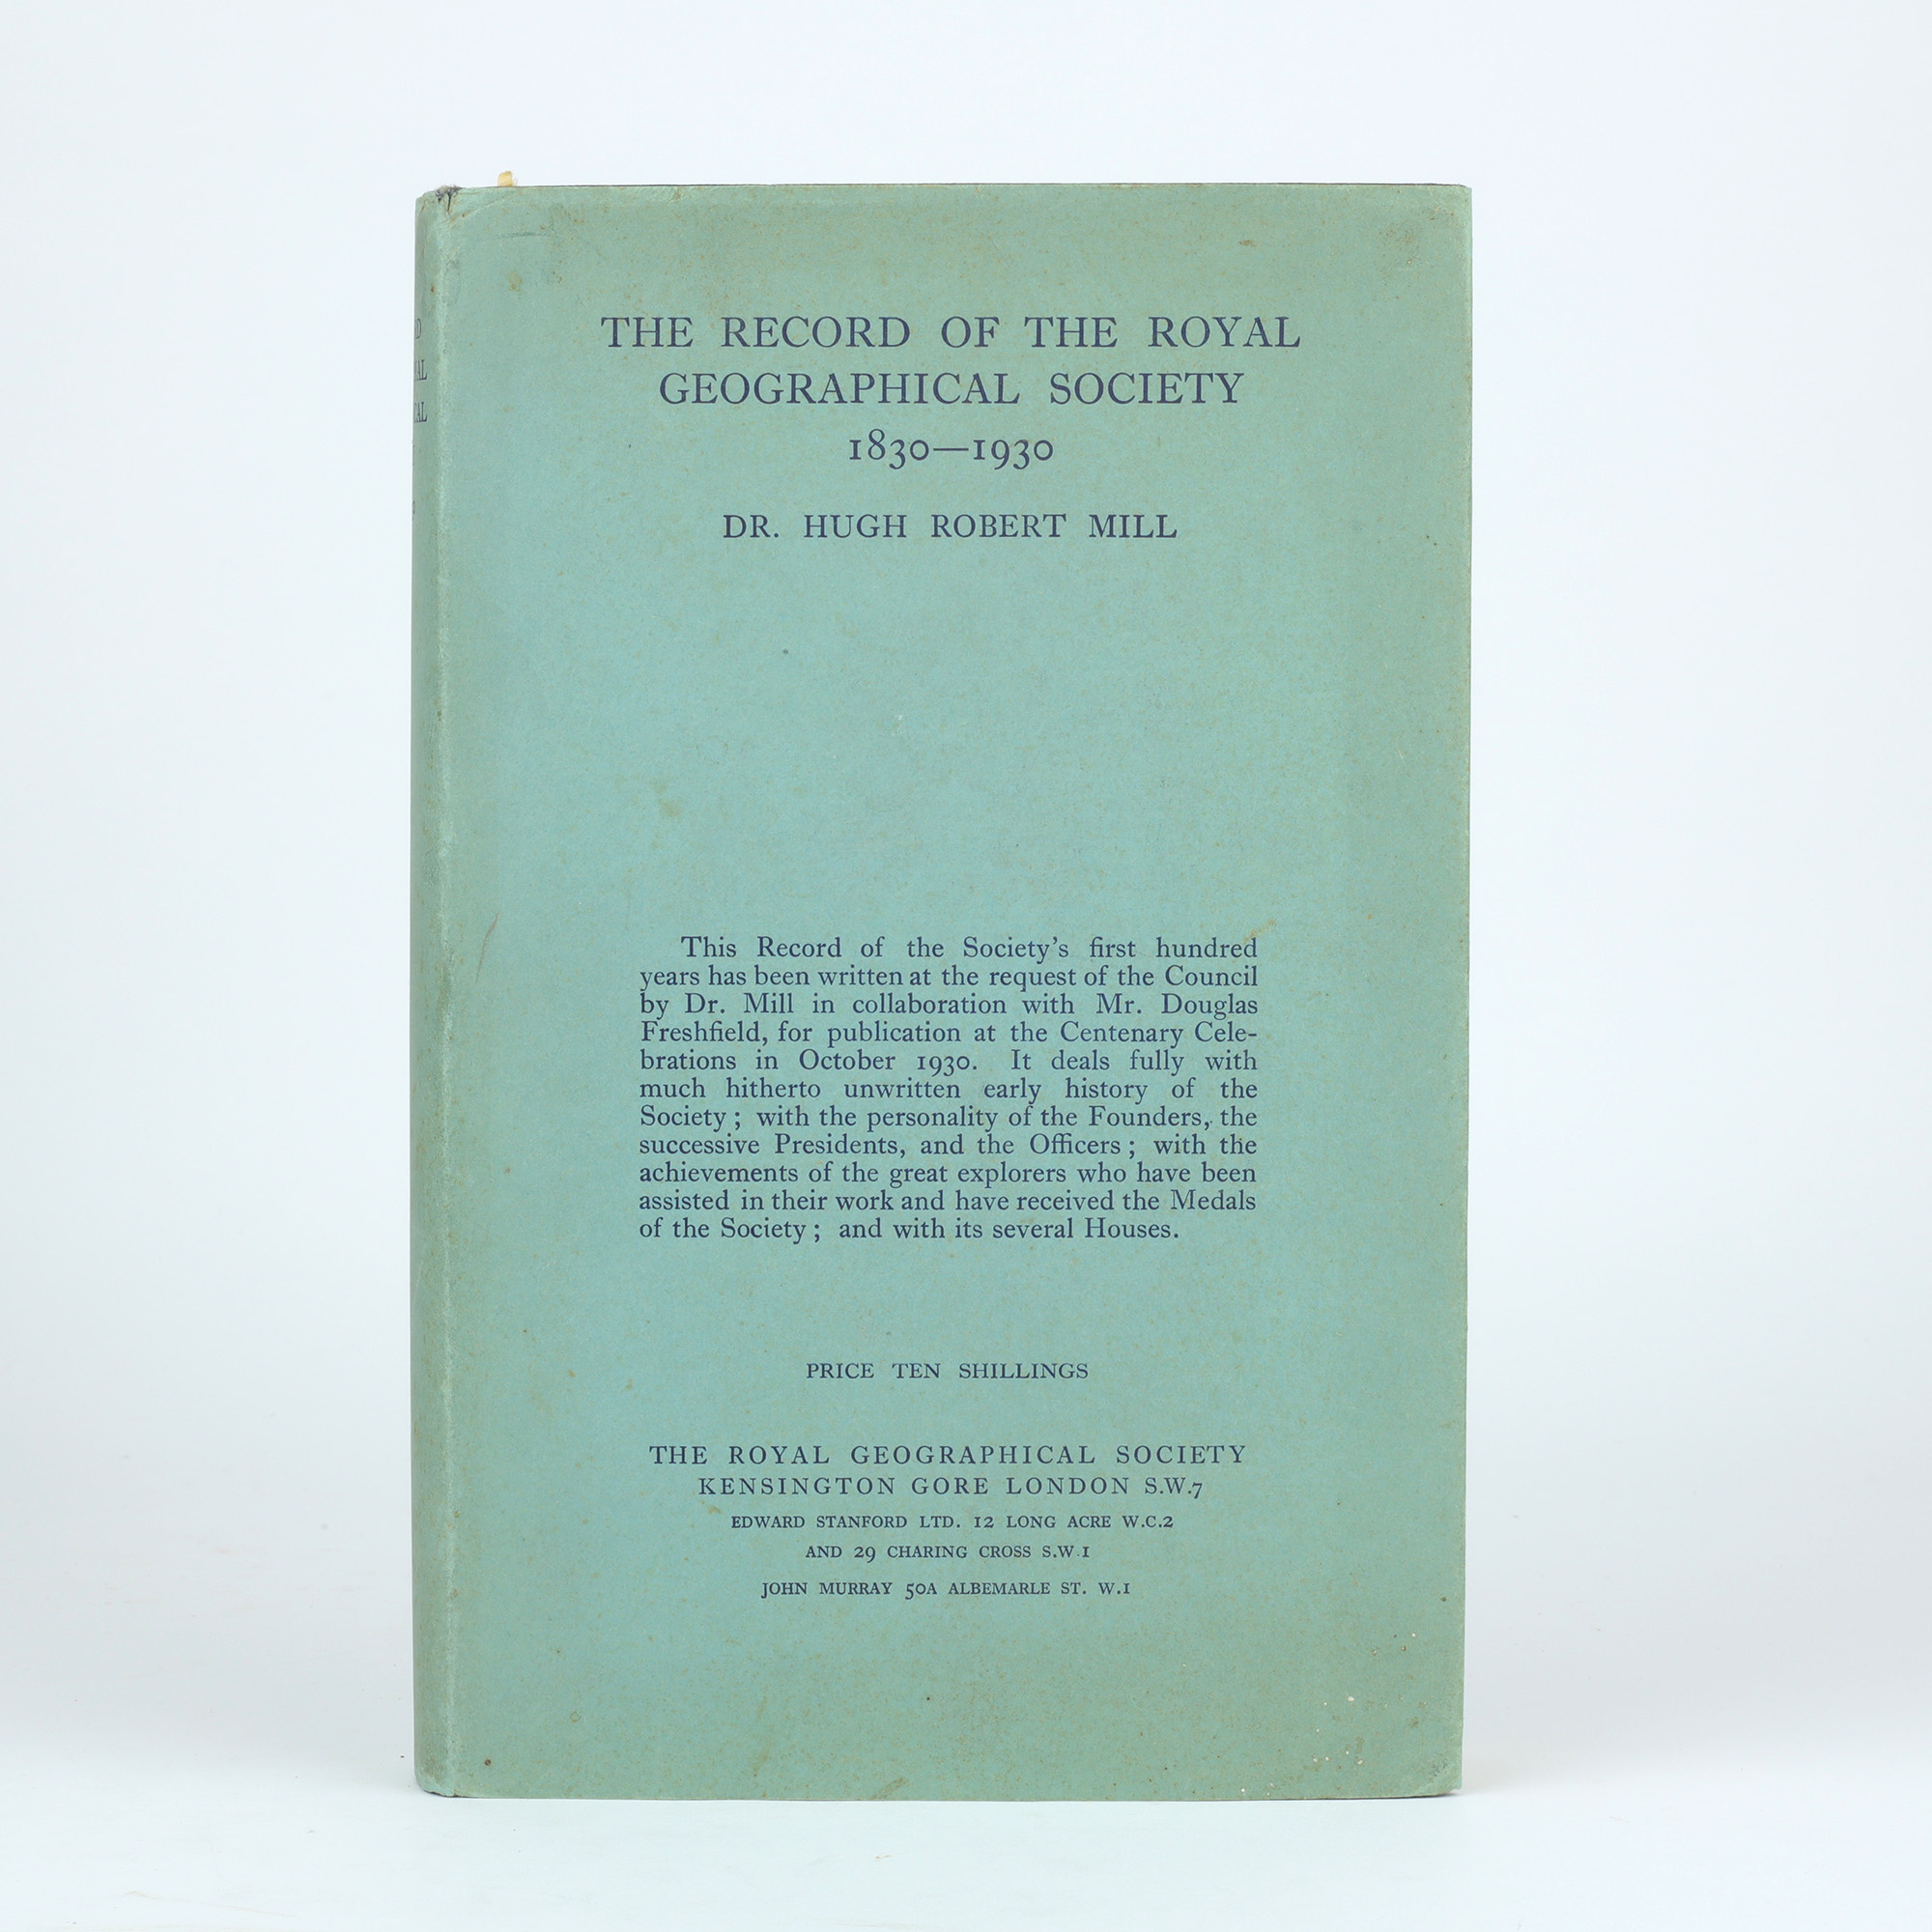 THE RECORD OF THE ROYAL
GEOGRAPHICAL SOCIETY
1830—1930
DR. HUGH ROBERT MILL
This Record of the Society's first hundred
years has been written at the request of the Council
by Dr. Mill in collaboration with Mr. Douglas
Freshfield, for publication at the Centenary Cele-
brations in October 1930. It deals fully with
much hitherto unwritten early history of the
Society; with the personality of the Founders, the
successive Presidents, and the Officers; with the
achievements of the great explorers who have been
assisted in their work and have received the Medals
of the Society; and with its several Houses.
PRICE TEN SHILLINGS
THE ROYAL GEOGRAPHICAL SOCIETY
KENSINGTON GORE LONDON S.W.7
EDWARD STANFORD LTD. 12 LONG ACRE W.C.2
AND 29 CHARING CROSS S.W.1
JOHN MURRAY 50A ALBEMARLE ST. W.1